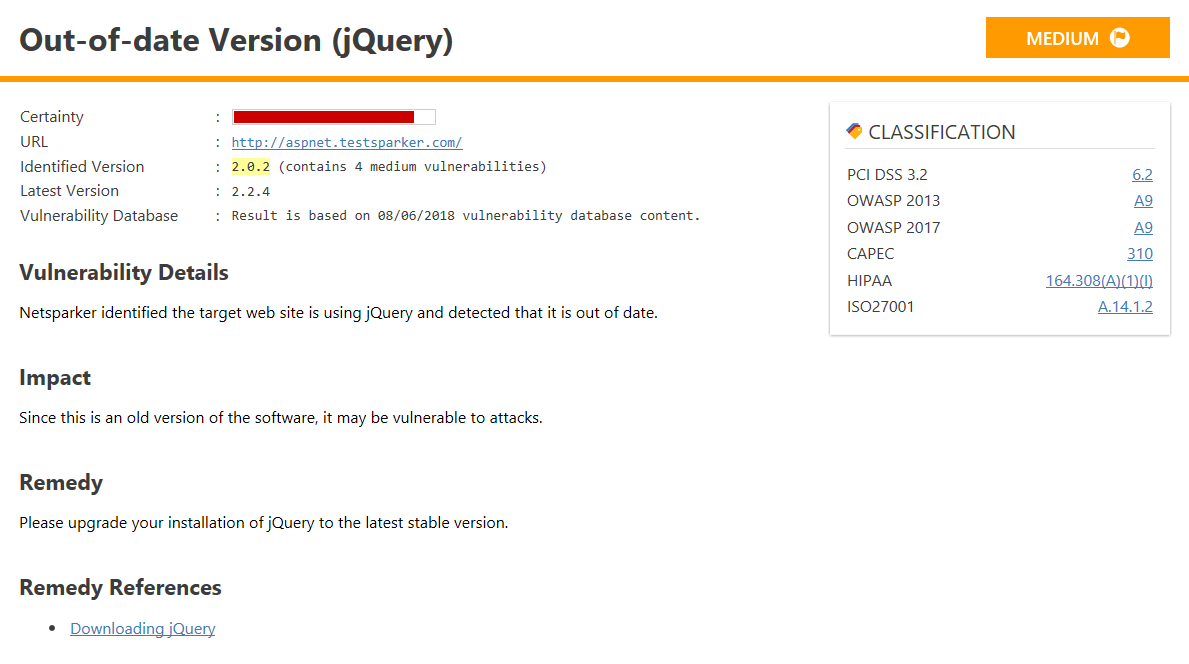 Out-of-date Version (jQuery)
MEDIUM
Certainty :
URL : http://aspnet.testsparker.com/
Identified Version : 2.0.2 (contains 4 medium vulnerabilities)
Latest Version : 2.2.4
Vulnerability Database : Result is based on 08/06/2018 vulnerability database content.
CLASSIFICATION
PCI DSS 3.2 6.2
OWASP 2013 A9
OWASP 2017 A9
CAPEC 310
HIPAA 164.308(A)(1)(I)
ISO27001 A.14.1.2
Vulnerability Details
Netsparker identified the target web site is using jQuery and detected that it is out of date.
Impact
Since this is an old version of the software, it may be vulnerable to attacks.
Remedy
Please upgrade your installation of jQuery to the latest stable version.
Remedy References
• Downloading jQuery